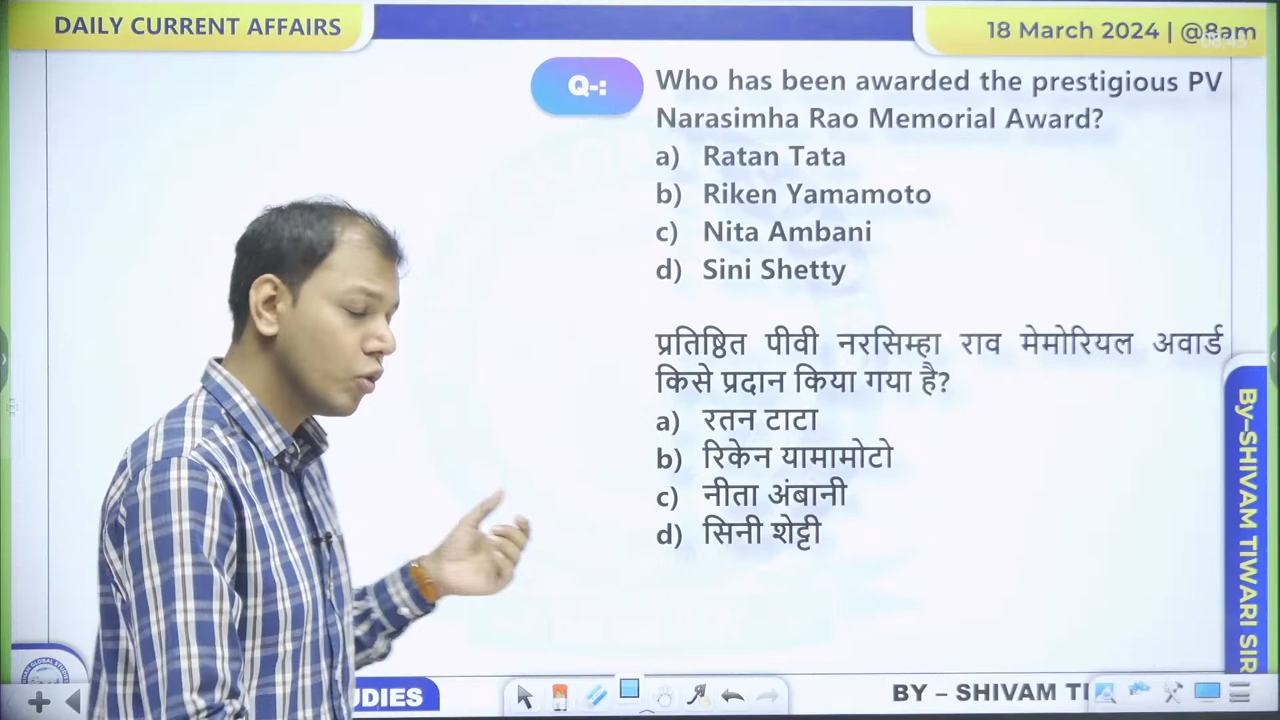 DAILY CURRENT AFFAIRS
18 March 2024 | @8am
Q-:
Who has been awarded the prestigious PV
Narasimha Rao Memorial Award?
a) Ratan Tata
b) Riken Yamamoto
c) Nita Ambani
d) Sini Shetty
प्रतिष्ठित पीवी नरसिम्हा राव मेमोरियल अवार्ड
किसे प्रदान किया गया है?
a) रतन टाटा
b) रिकेन यामामोटो
c) नीता अंबानी
d) सिनी शेट्टी
By–SHIVAM TIWARI SIR
UDIES
BY – SHIVAM TI